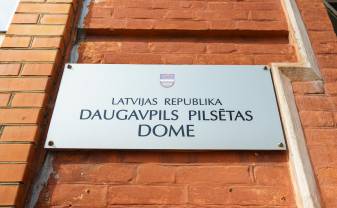 LATVIJAS REPUBLIKA
DAUGAVPILS PILSĒTAS
DOME